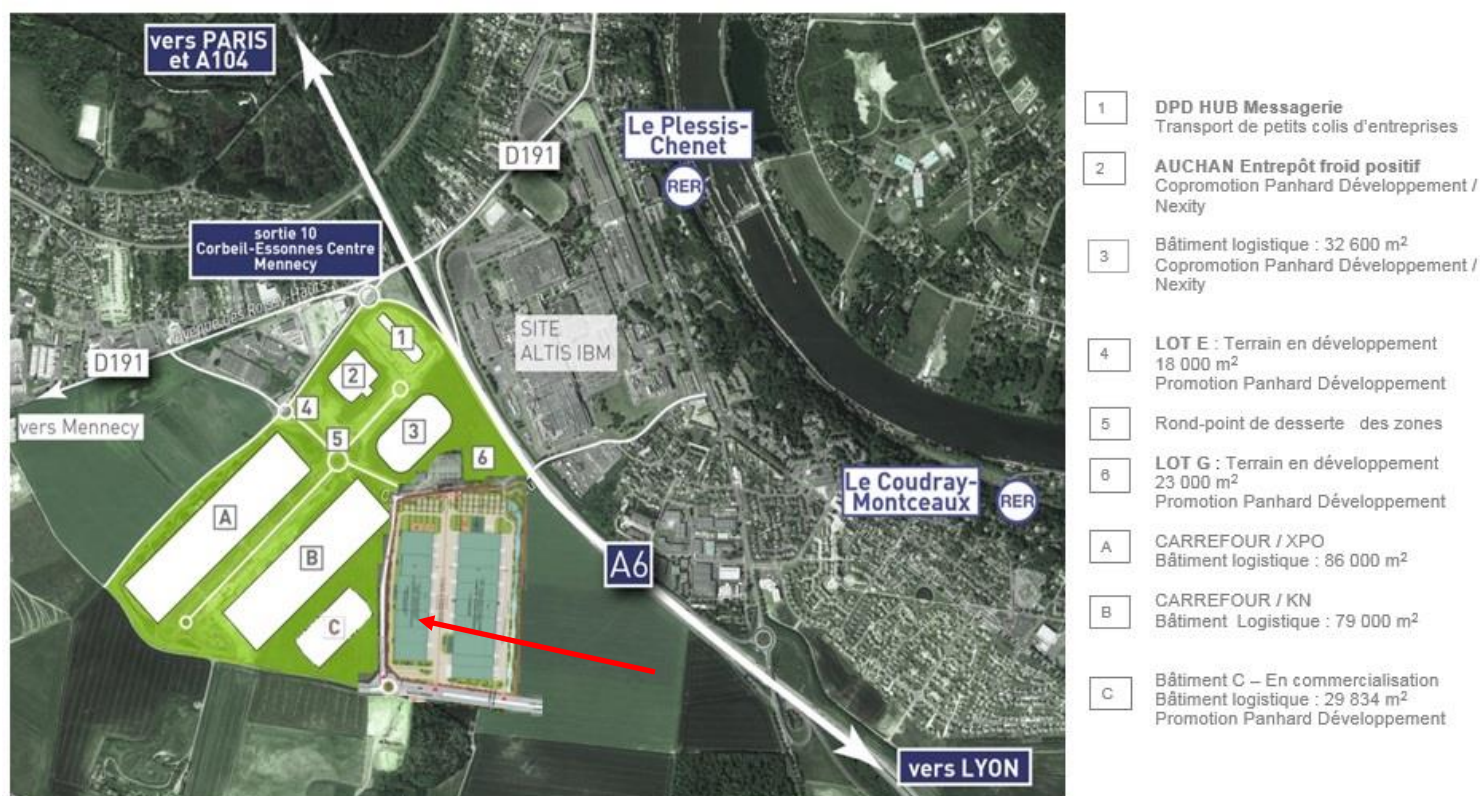 vers PARIS
et A104
Le Plessis-
Chenet
RER
D191
sortie 10
Corbeil-Essonnes Centre
Mennecy
SITE
ALTIS IBM
D191
vers Mennecy
1
2
3
4
5
6
A
B
C
Le Coudray-
Montceaux
RER
A6
vers LYON
1
DPD HUB Messagerie
Transport de petits colis d'entreprises
2
AUCHAN Entrepôt froid positif
Copromotion Panhard Développement /
Nexity
3
Bâtiment logistique : 32 600 m²
Copromotion Panhard Développement /
Nexity
4
LOT E : Terrain en développement
18 000 m²
Promotion Panhard Développement
5
Rond-point de desserte des zones
6
LOT G : Terrain en développement
23 000 m²
Promotion Panhard Développement
A
CARREFOUR / XPO
Bâtiment logistique : 86 000 m²
B
CARREFOUR / KN
Bâtiment Logistique : 79 000 m²
C
Bâtiment C – En commercialisation
Bâtiment logistique : 29 834 m²
Promotion Panhard Développement